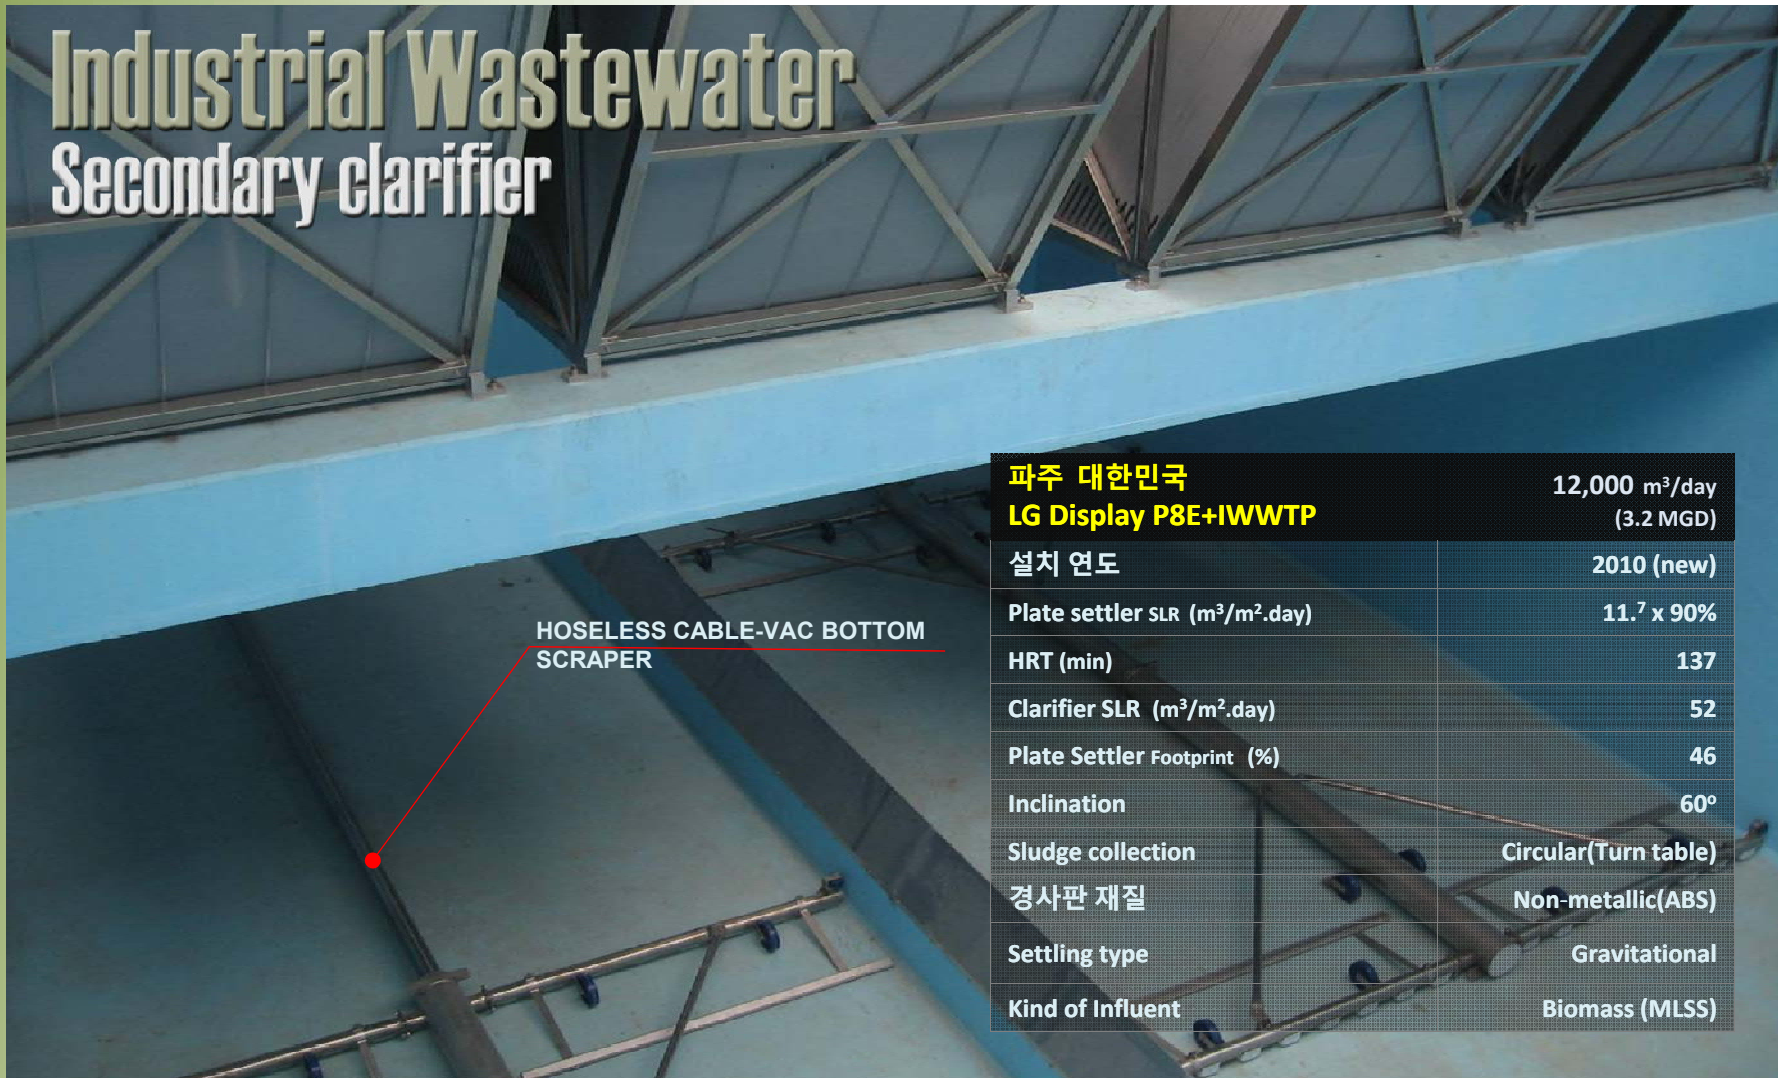 Industrial Wastewater
Secondary clarifier
HOSELESS CABLE-VAC BOTTOM
SCRAPER
파주 대한민국 12,000 m³/day
LG Display P8E+IWWTP (3.2 MGD)
설치 연도 2010 (new)
Plate settler SLR (m³/m².day) 11.⁷ x 90%
HRT (min) 137
Clarifier SLR (m³/m².day) 52
Plate Settler Footprint (%) 46
Inclination 60º
Sludge collection Circular(Turn table)
경사판 재질 Non-metallic(ABS)
Settling type Gravitational
Kind of Influent Biomass (MLSS)